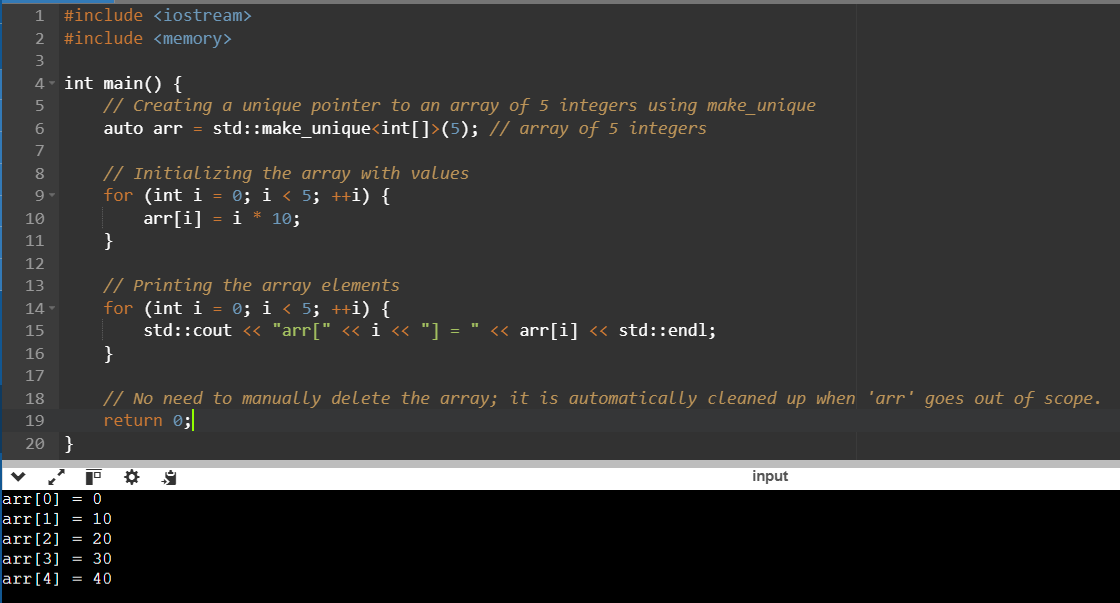 1 #include <iostream>
2 #include <memory>
3
4 int main() {
5     // Creating a unique pointer to an array of 5 integers using make_unique
6     auto arr = std::make_unique<int[]>(5); // array of 5 integers
7
8     // Initializing the array with values
9     for (int i = 0; i < 5; ++i) {
10         arr[i] = i * 10;
11     }
12
13     // Printing the array elements
14     for (int i = 0; i < 5; ++i) {
15         std::cout << "arr[" << i << "] = " << arr[i] << std::endl;
16     }
17
18     // No need to manually delete the array; it is automatically cleaned up when 'arr' goes out of scope.
19     return 0;
20 }
input
arr[0] = 0
arr[1] = 10
arr[2] = 20
arr[3] = 30
arr[4] = 40